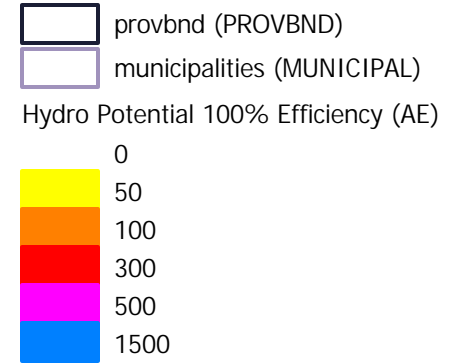 provbnd (PROVBND)
municipalities (MUNICIPAL)
Hydro Potential 100% Efficiency (AE)
0
50
100
300
500
1500